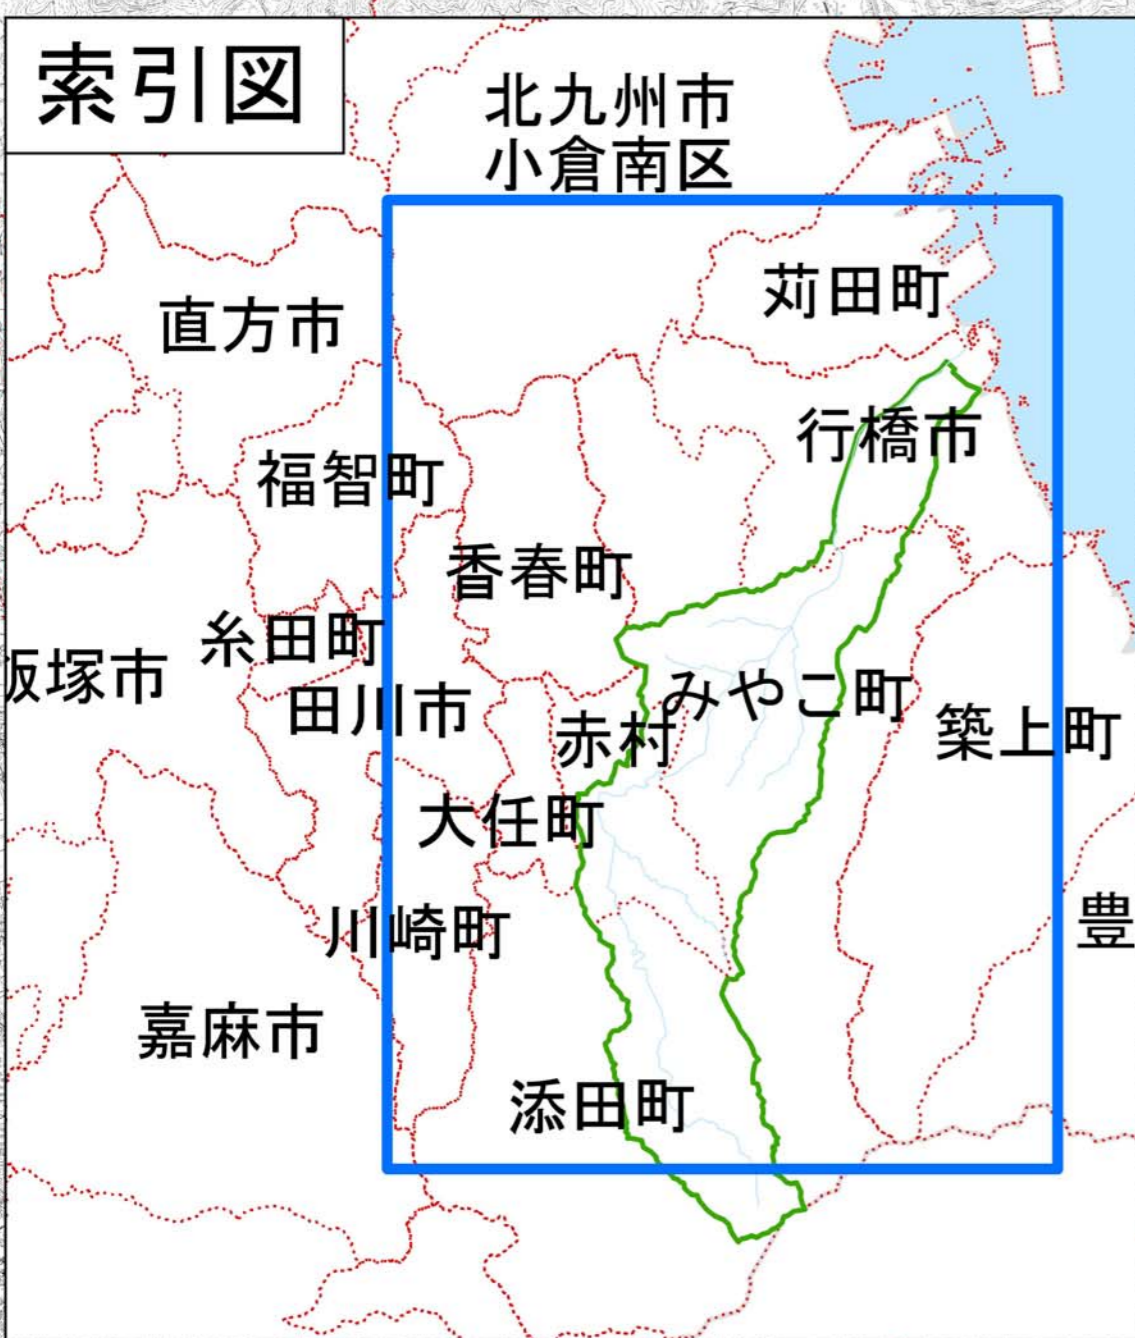 索引図
北九州市
小倉南区
苅田町
直方市
行橋市
福智町
香春町
糸田町
飯塚市
みやこ町
田川市
赤村
築上町
大任町
川崎町
豊
嘉麻市
添田町